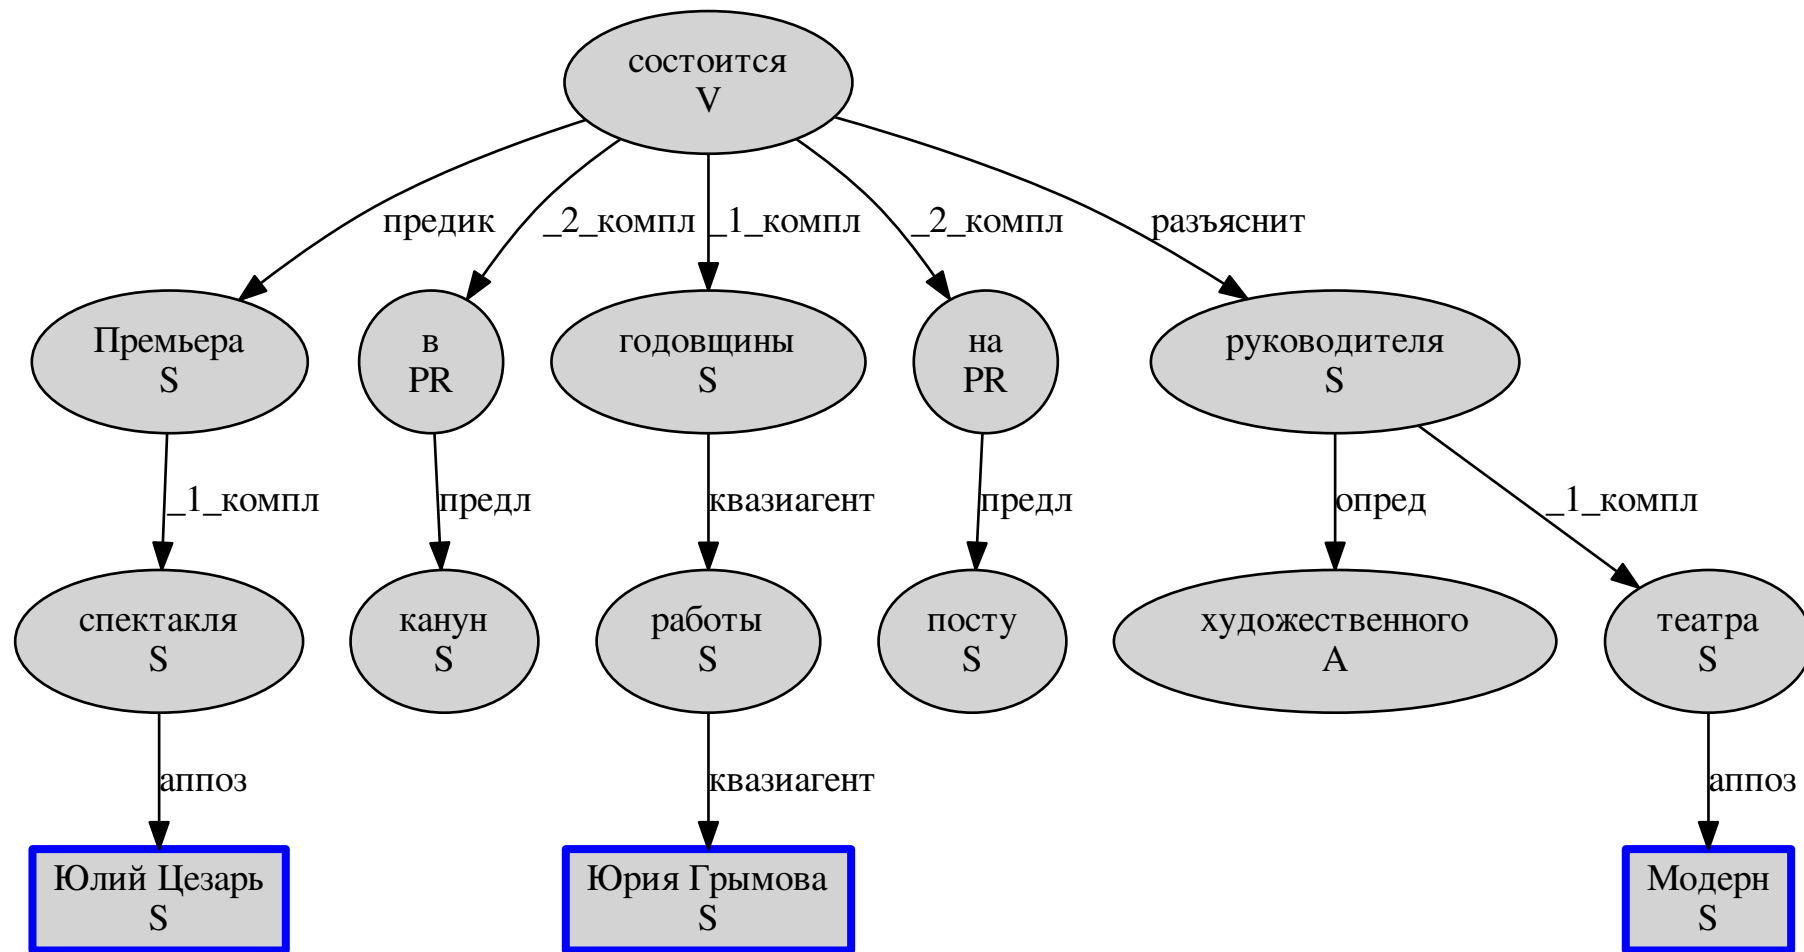 состоится
V
предик
_2_компл
_1_компл
_2_компл
разъяснит
Премьера
S
в
PR
годовщины
S
на
PR
руководителя
S
_1_компл
предл
квазиагент
предл
опред
_1_компл
спектакля
S
канун
S
работы
S
посту
S
художественного
A
театра
S
аппоз
квазиагент
аппоз
Юлий Цезарь
S
Юрия Грымова
S
Модерн
S